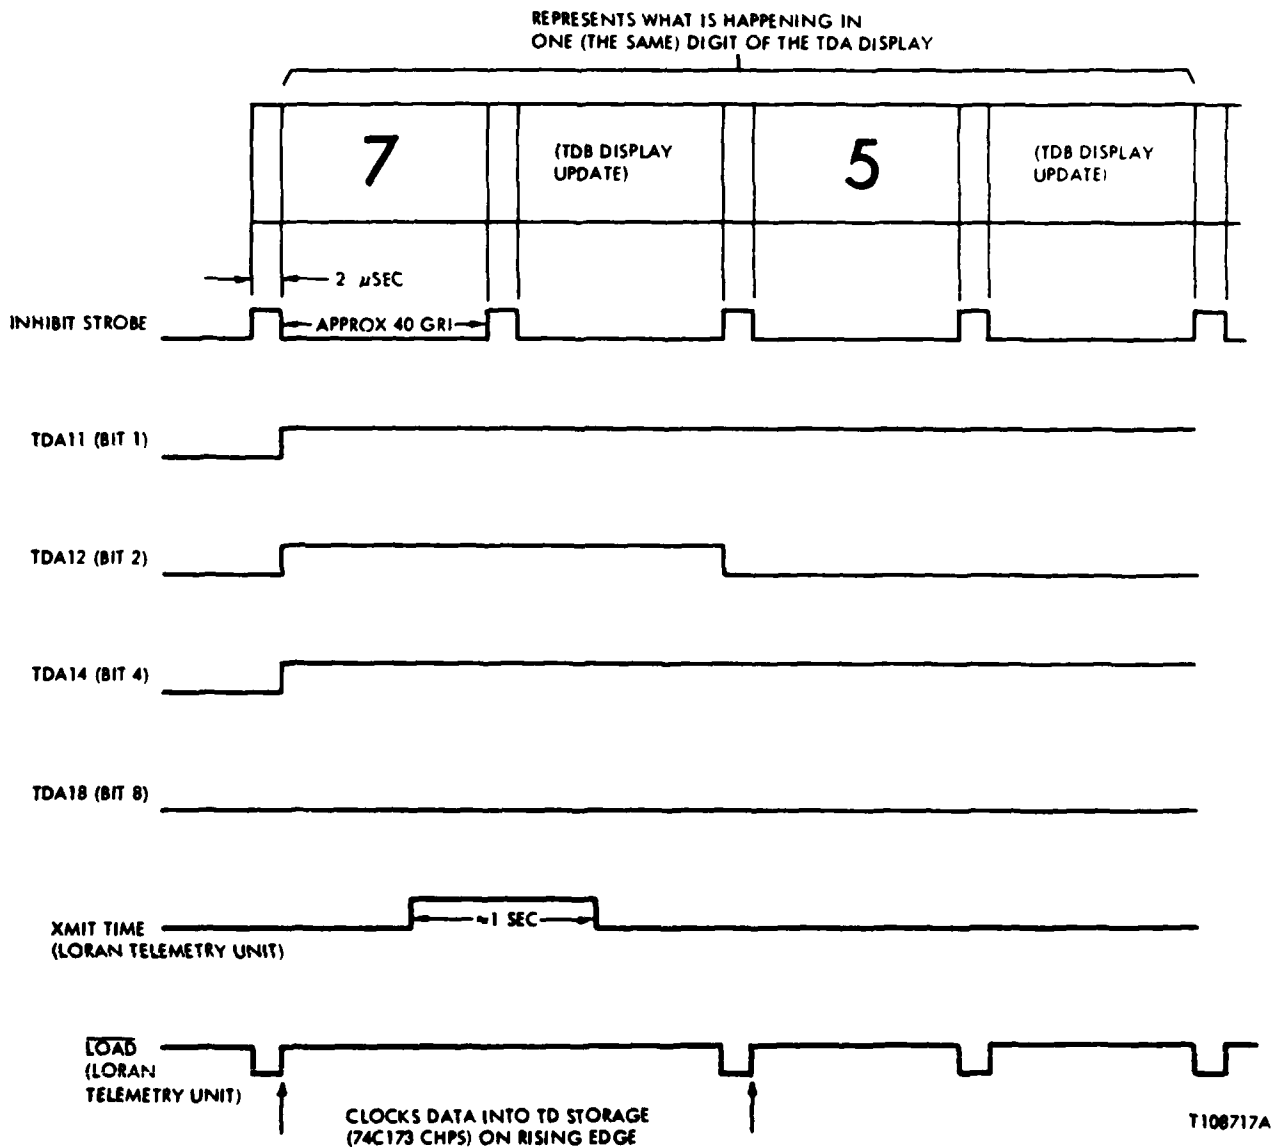 REPRESENTS WHAT IS HAPPENING IN
ONE (THE SAME) DIGIT OF THE TDA DISPLAY
7
(TDB DISPLAY
UPDATE)
5
(TDB DISPLAY
UPDATE)
2 µSEC
INHIBIT STROBE
APPROX 40 GRI
TDA11 (BIT 1)
TDA12 (BIT 2)
TDA14 (BIT 4)
TDA18 (BIT 8)
XMIT TIME
(LORAN TELEMETRY UNIT)
≈1 SEC
LOAD
(LORAN
TELEMETRY UNIT)
CLOCKS DATA INTO TD STORAGE
(74C173 CHPS) ON RISING EDGE
T108717A